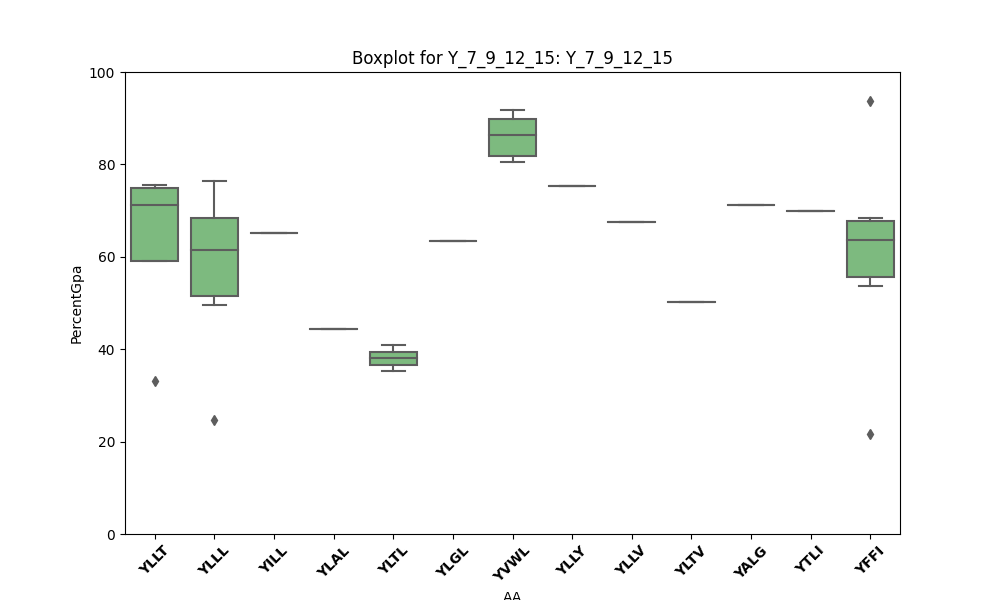 Boxplot for Y_7_9_12_15: Y_7_9_12_15
100
80
60
40
20
0
PercentGpa
YLLT YLLL YILL YLAL YLTL YLGL YVWL YLLY YLLV YLTV YALG YTLI YFFI
AA